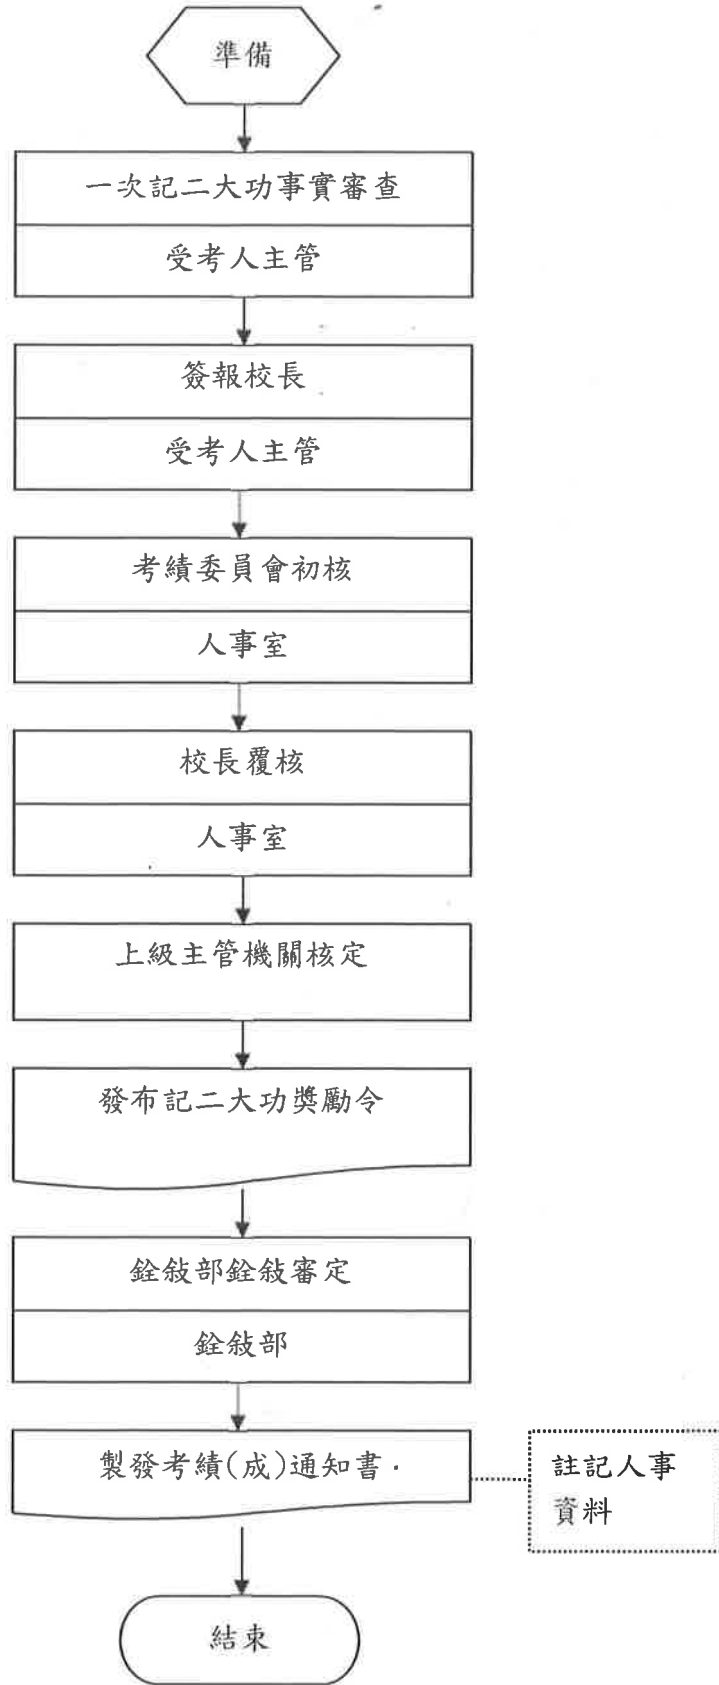 準備
一次記二大功事實審查
受考人主管
簽報校長
受考人主管
考績委員會初核
人事室
校長覆核
人事室
上級主管機關核定
發布記二大功獎勵令
銓敍部銓敍審定
銓敍部
製發考績(成)通知書
註記人事
資料
結束